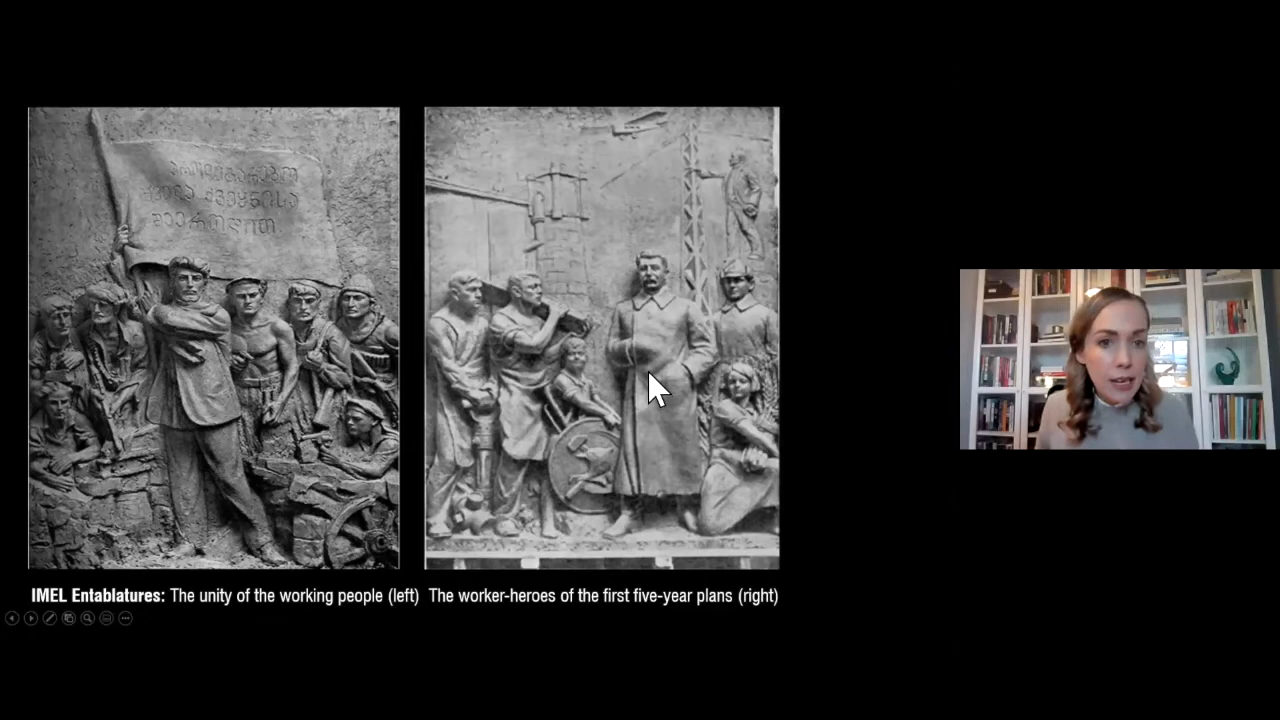 პროლეტარებო
ყველა ქვეყნისა
შეერთდით
IMEL Entablatures: The unity of the working people (left) The worker-heroes of the first five-year plans (right)